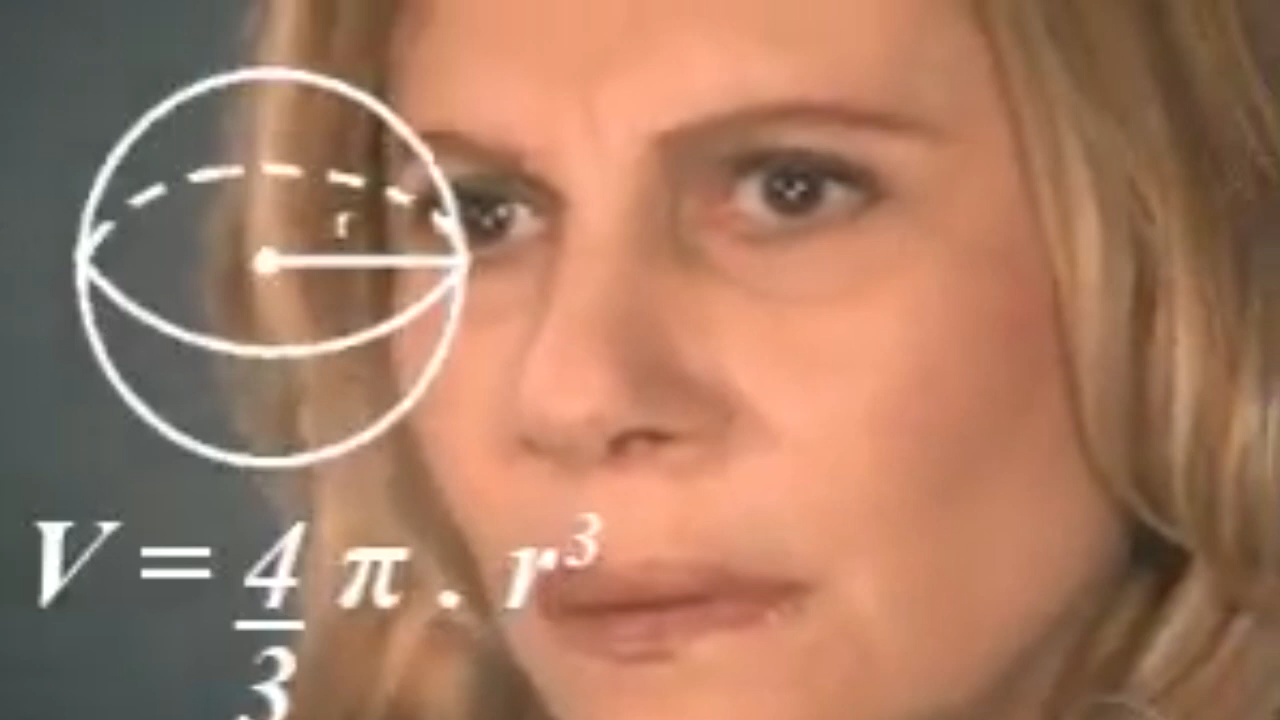 r
V = 4/3 π . r³